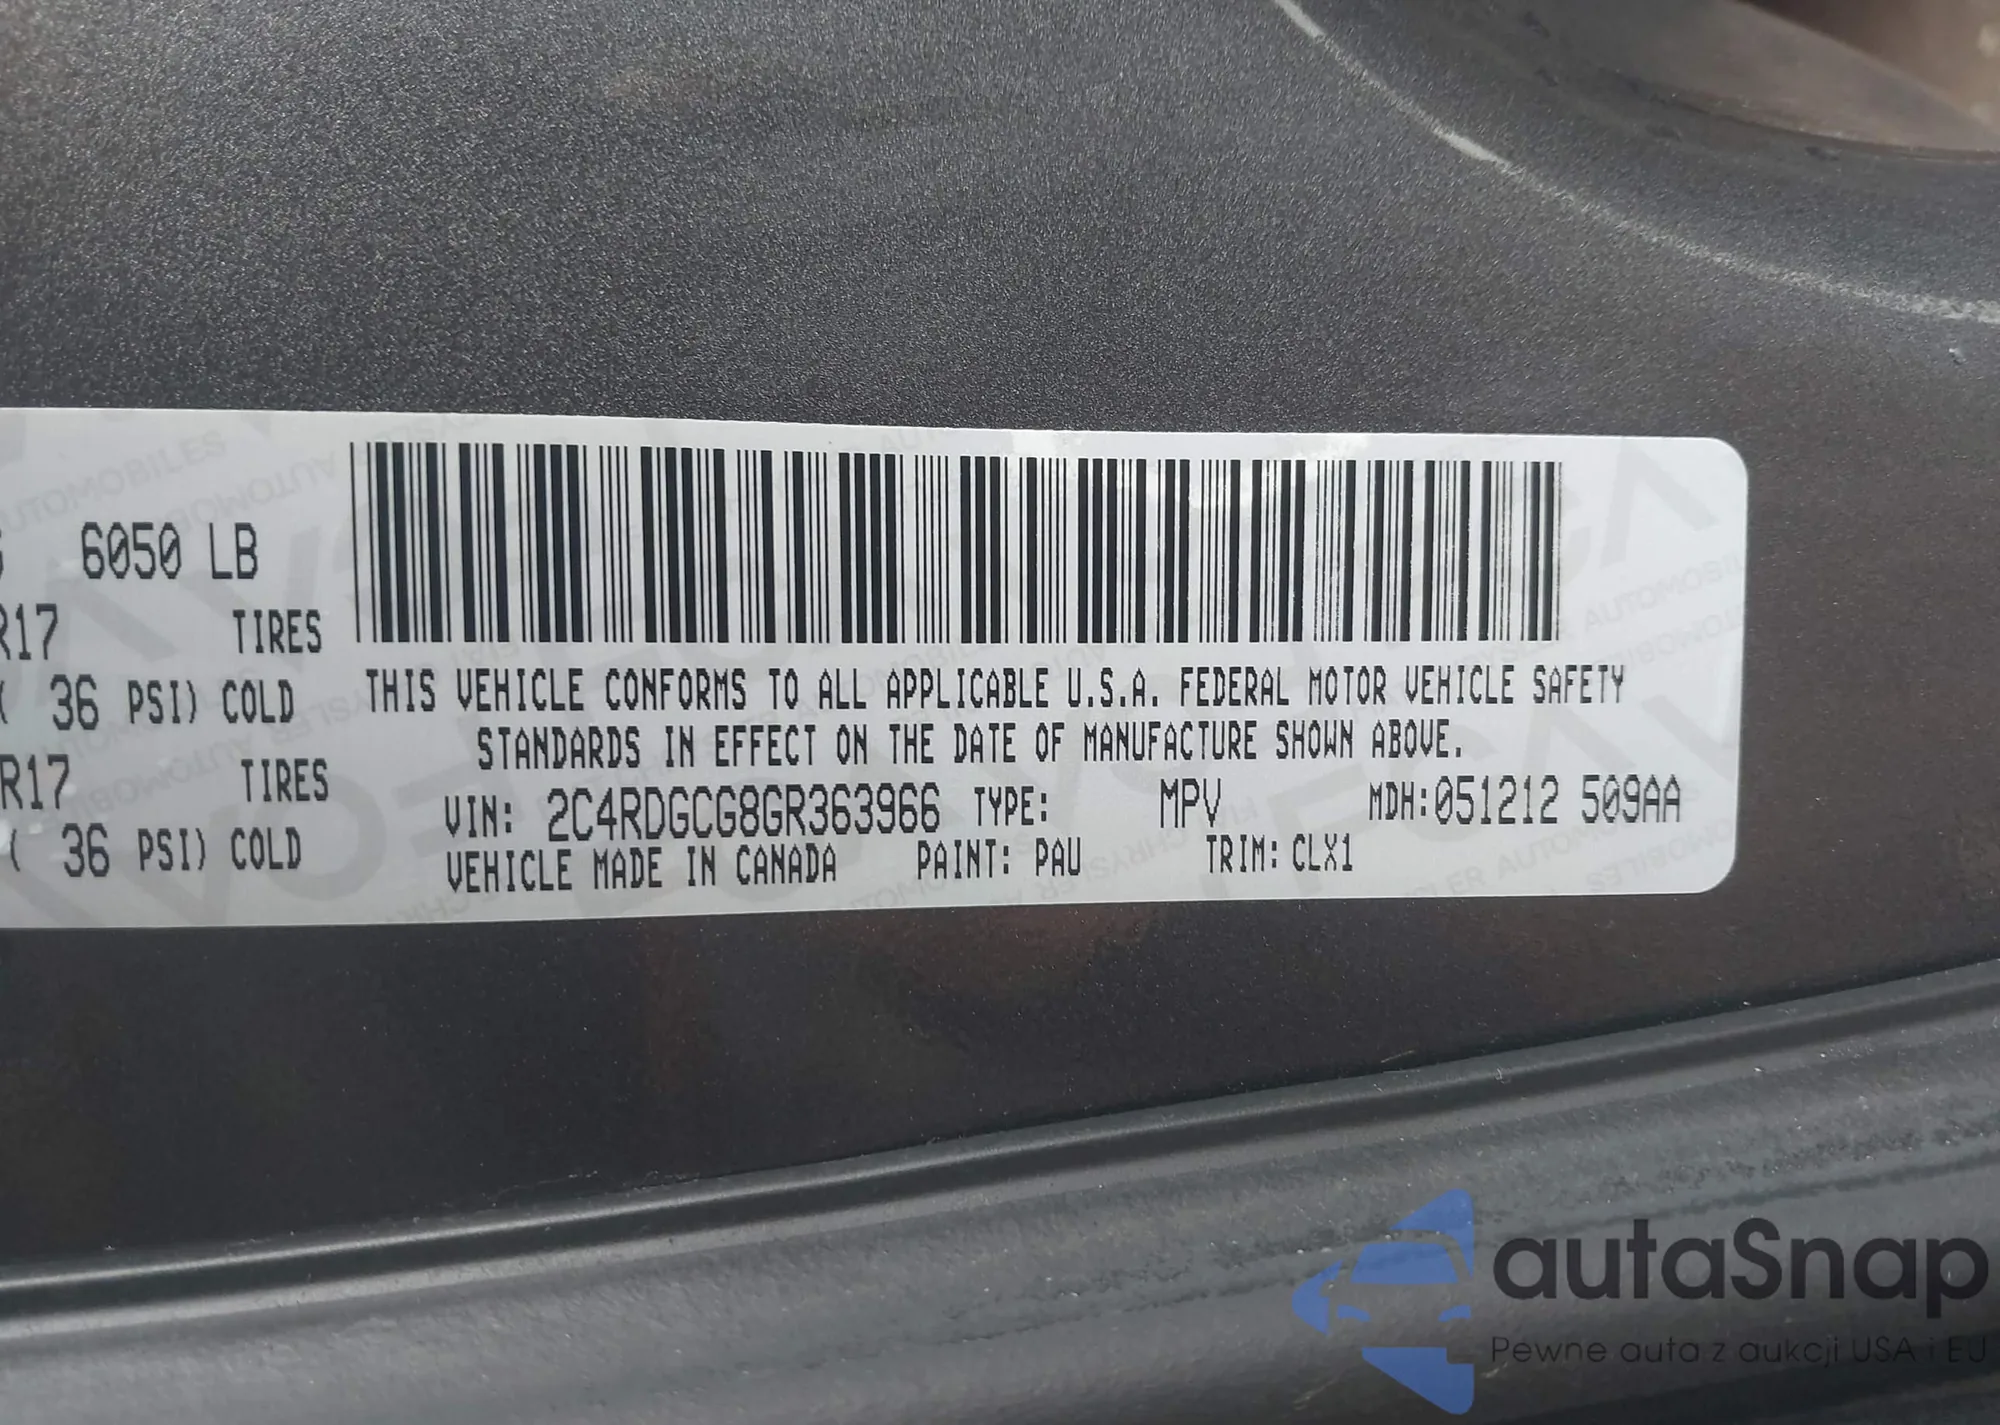 6050 LB
R17 TIRES
( 36 PSI) COLD
R17 TIRES
( 36 PSI) COLD
THIS VEHICLE CONFORMS TO ALL APPLICABLE U.S.A. FEDERAL MOTOR VEHICLE SAFETY
STANDARDS IN EFFECT ON THE DATE OF MANUFACTURE SHOWN ABOVE.
VIN: 2C4RDGCG8GR363966 TYPE: MPV MDH:051212 509AA
VEHICLE MADE IN CANADA PAINT: PAU TRIM: CLX1
autaSnap
Pewne auta z aukcji USA i EU